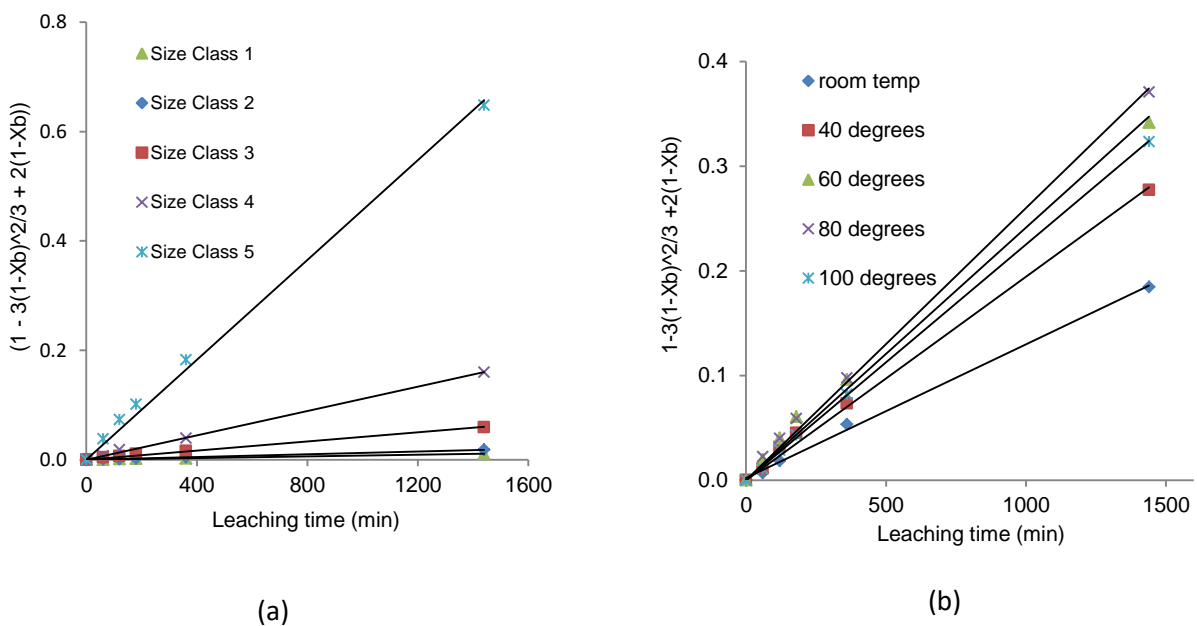 (1 - 3(1-Xb)^2/3 + 2(1-Xb))
0.8
0.6
0.4
0.2
0.0
Size Class 1
Size Class 2
Size Class 3
Size Class 4
Size Class 5
0 400 800 1200 1600
Leaching time (min)
(a)
1-3(1-Xb)^2/3 +2(1-Xb)
0.4
0.3
0.2
0.1
0.0
room temp
40 degrees
60 degrees
80 degrees
100 degrees
0 500 1000 1500
Leaching time (min)
(b)